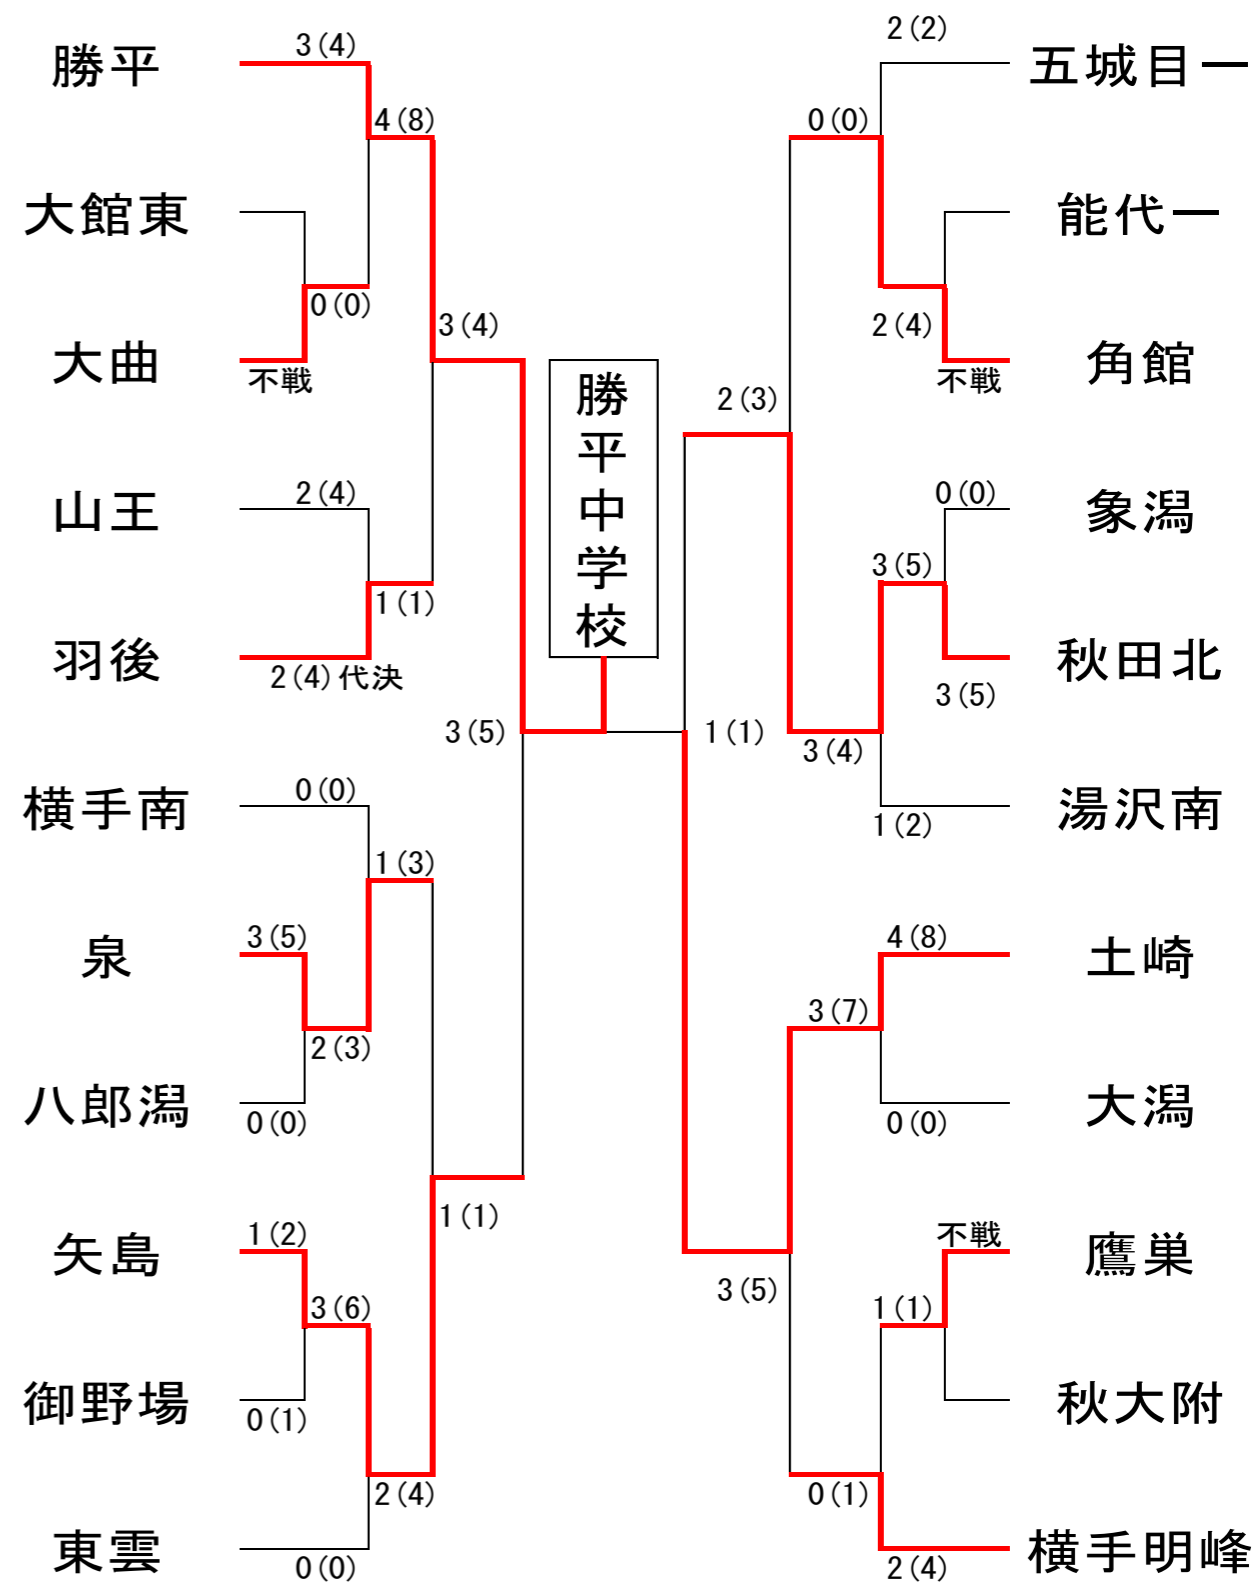 勝平
3(4)
4(8)
大館東
0(0)
大曲
不戦
3(4)
山王
2(4)
1(1)
羽後
2(4)代決
3(5)
横手南
0(0)
1(3)
泉
3(5)
2(3)
八郎潟
0(0)
矢島
1(2)
1(1)
3(6)
御野場
0(1)
2(4)
東雲
0(0)
勝平中学校
2(2)
五城目一
0(0)
能代一
2(4)
角館
不戦
2(3)
0(0)
象潟
3(5)
秋田北
3(5)
1(1)
3(4)
湯沢南
1(2)
4(8)
土崎
3(7)
大潟
0(0)
不戦
鷹巣
3(5)
1(1)
秋大附
0(1)
横手明峰
2(4)